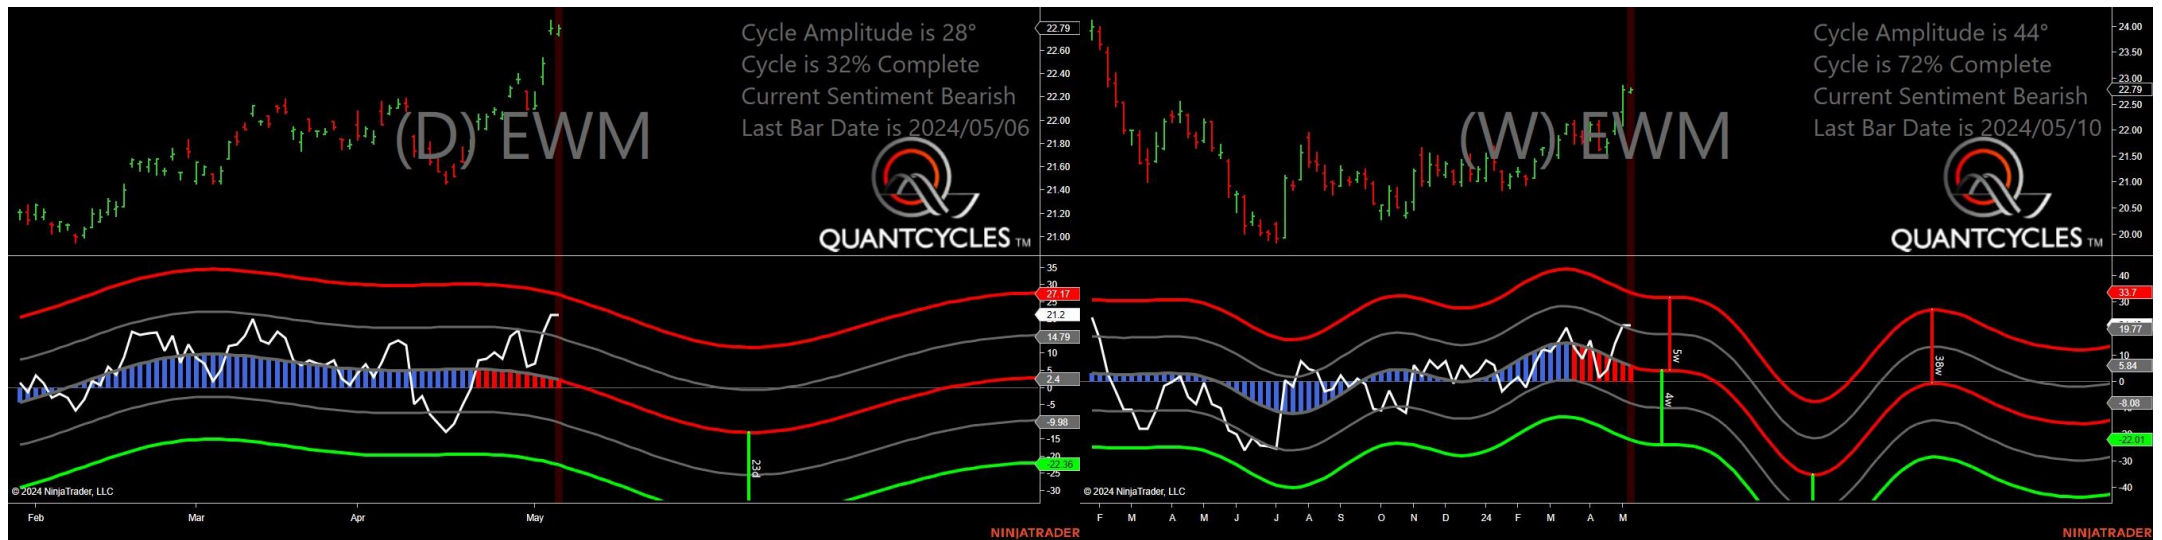 Cycle Amplitude is 28°
Cycle is 32% Complete
Current Sentiment Bearish
Last Bar Date is 2024/05/06
(D) EWM
QUANTCYCLES TM
22.79
22.60
22.40
22.20
22.00
21.80
21.60
21.40
21.20
21.00
35
30
27.17
25
21.2
14.79
10
5
2.4
0
-5
-9.98
-15
-20
-22.36
-25
-30
23d
© 2024 NinjaTrader, LLC
Feb Mar Apr May
NINJATRADER
Cycle Amplitude is 44°
Cycle is 72% Complete
Current Sentiment Bearish
Last Bar Date is 2024/05/10
(W) EWM
QUANTCYCLES TM
24.00
23.50
23.00
22.79
22.50
22.00
21.50
21.00
20.50
20.00
40
33.7
30
19.77
10
5.84
0
-8.08
-22.01
-30
-40
5w
4w
38w
© 2024 NinjaTrader, LLC
F M A M J J A S O N D 24 F M A M
NINJATRADER